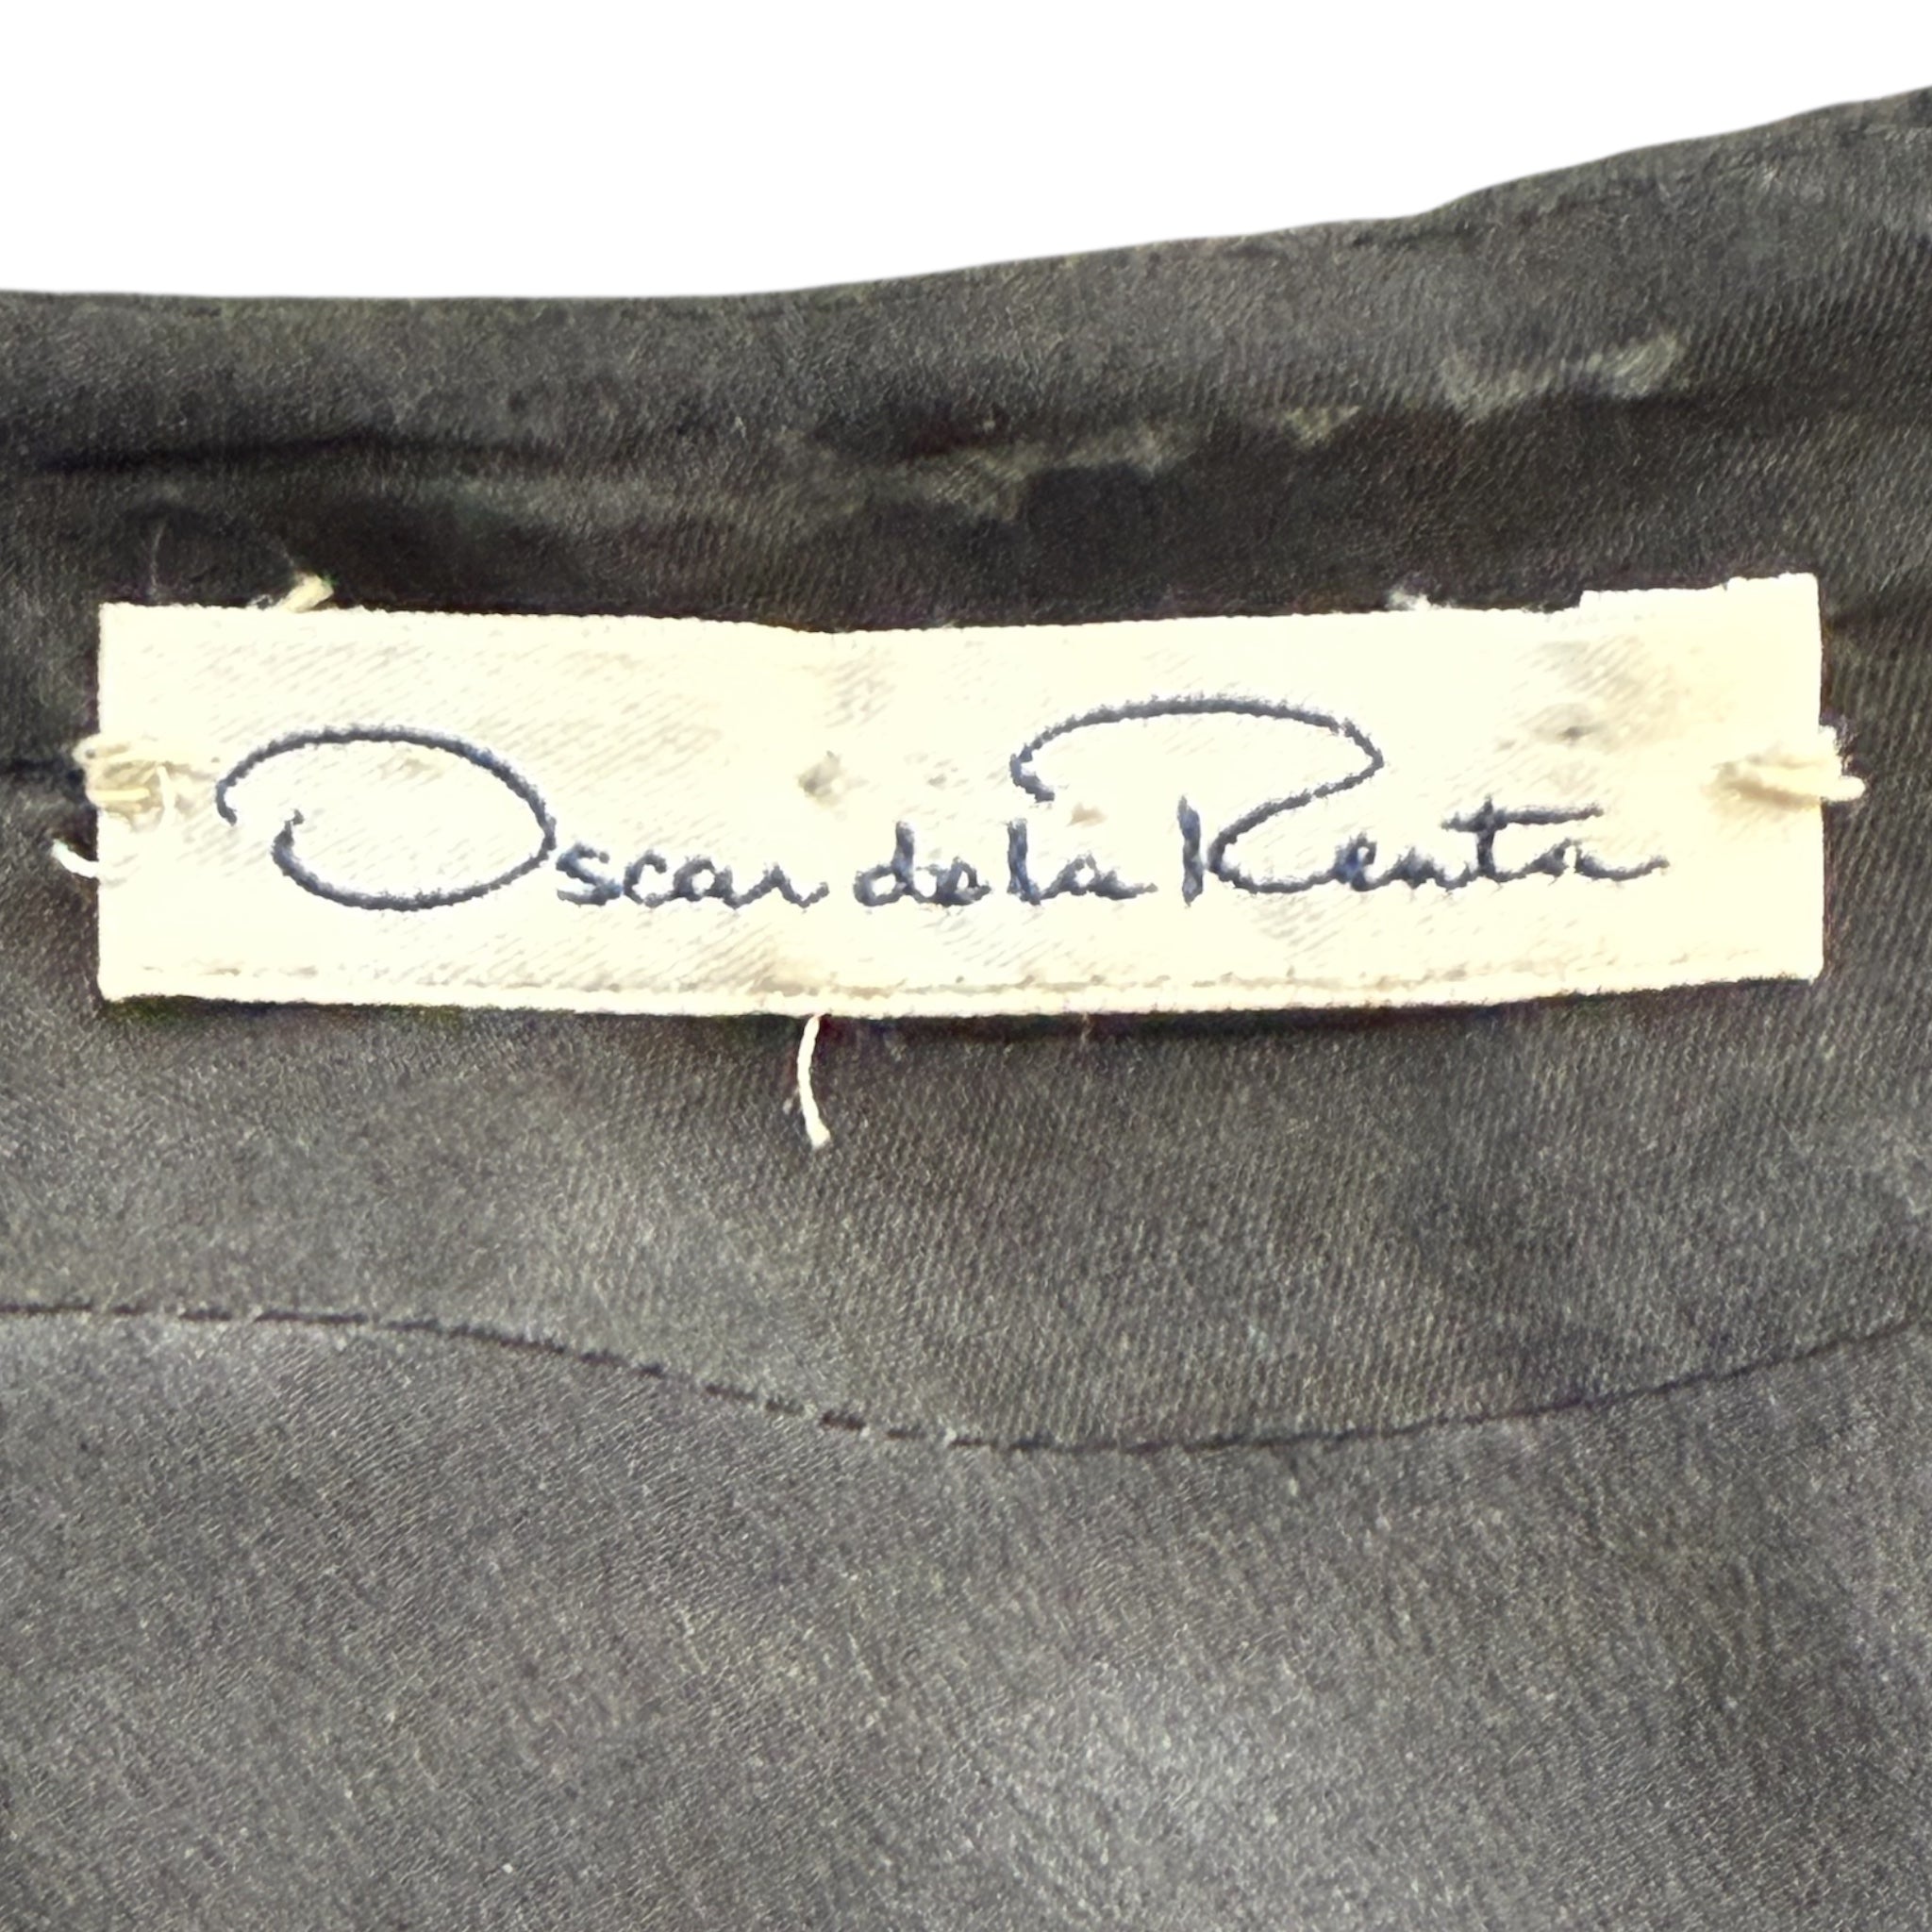 Oscar de la Renta